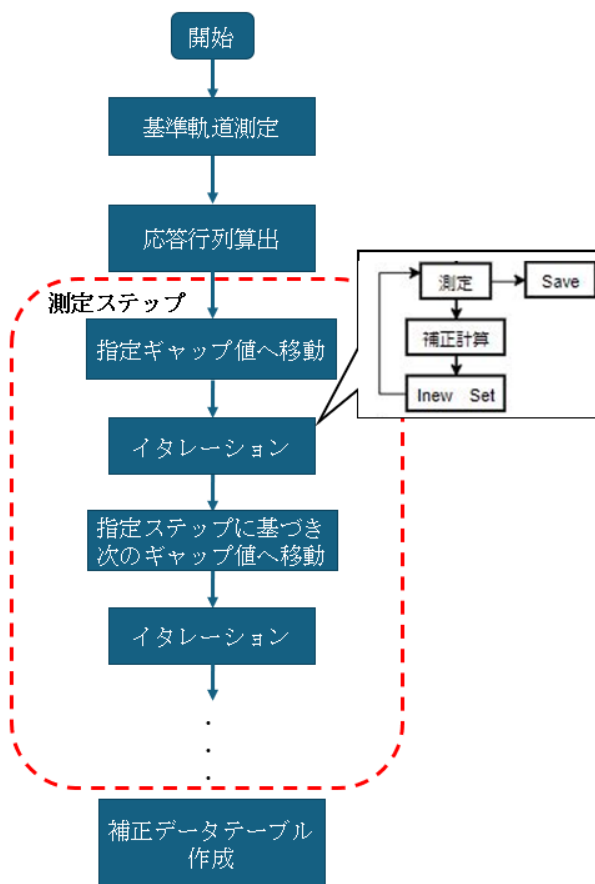 開始
基準軌道測定
応答行列算出
測定ステップ
指定ギャップ値へ移動
イタレーション
測定
Save
補正計算
Inew Set
指定ステップに基づき
次のギャップ値へ移動
イタレーション
.
.
.
補正データテーブル
作成